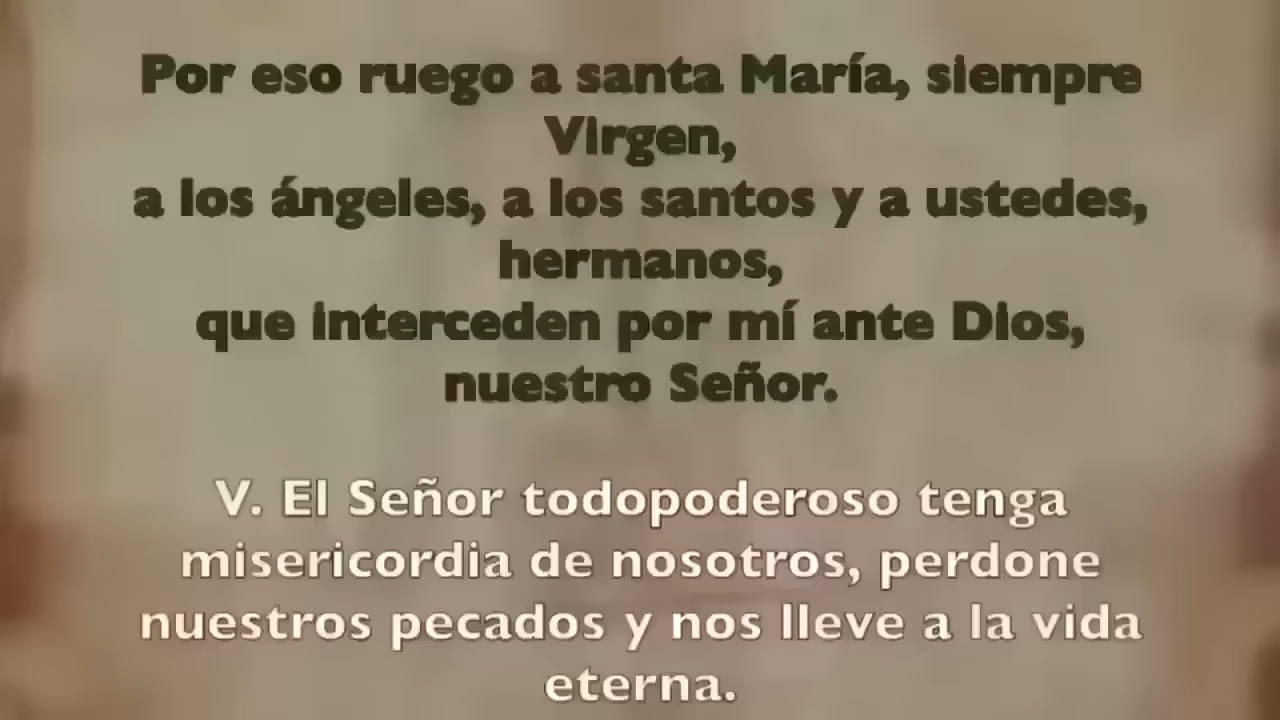 Por eso ruego a santa María, siempre
Virgen,
a los ángeles, a los santos y a ustedes,
hermanos,
que interceden por mí ante Dios,
nuestro Señor.
V. El Señor todopoderoso tenga
misericordia de nosotros, perdone
nuestros pecados y nos lleve a la vida
eterna.